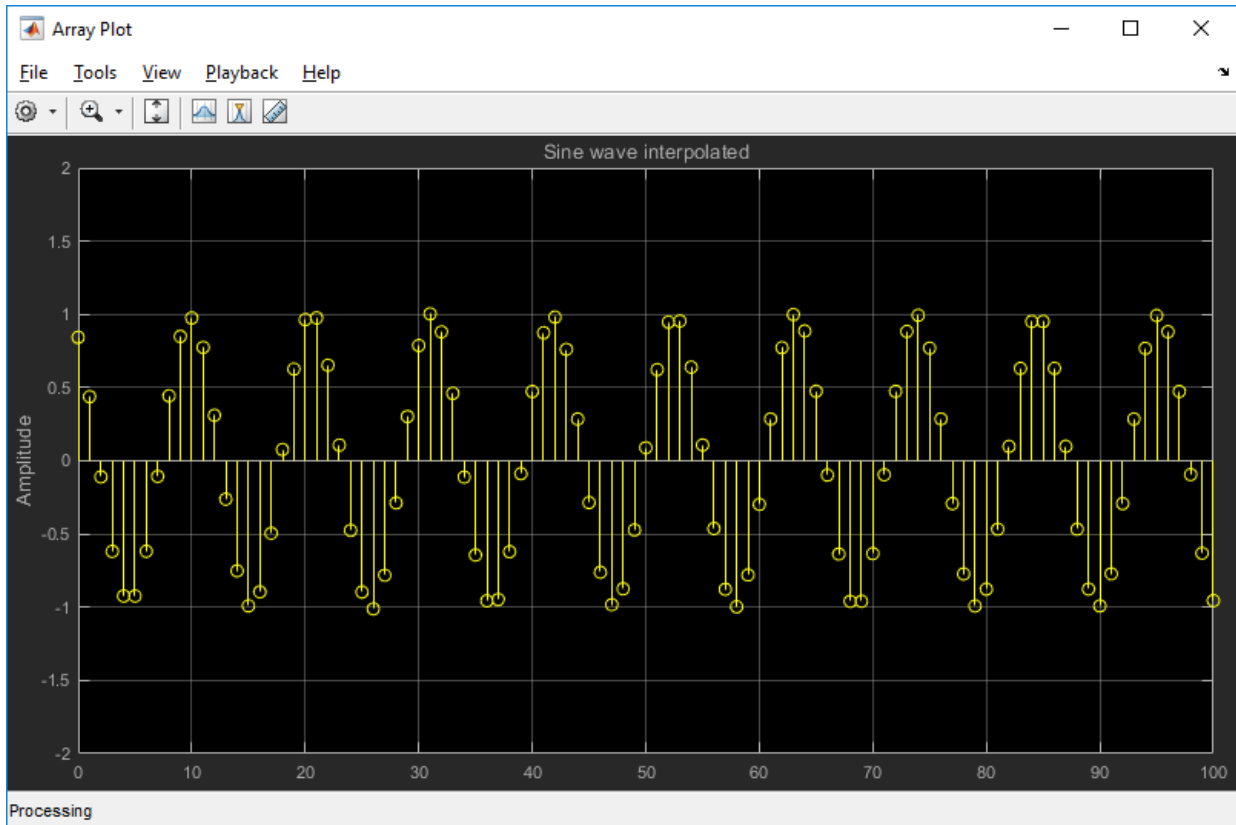 Array Plot
File Tools View Playback Help
Sine wave interpolated
Amplitude
2
1.5
1
0.5
0
-0.5
-1
-1.5
-2
0 10 20 30 40 50 60 70 80 90 100
Processing